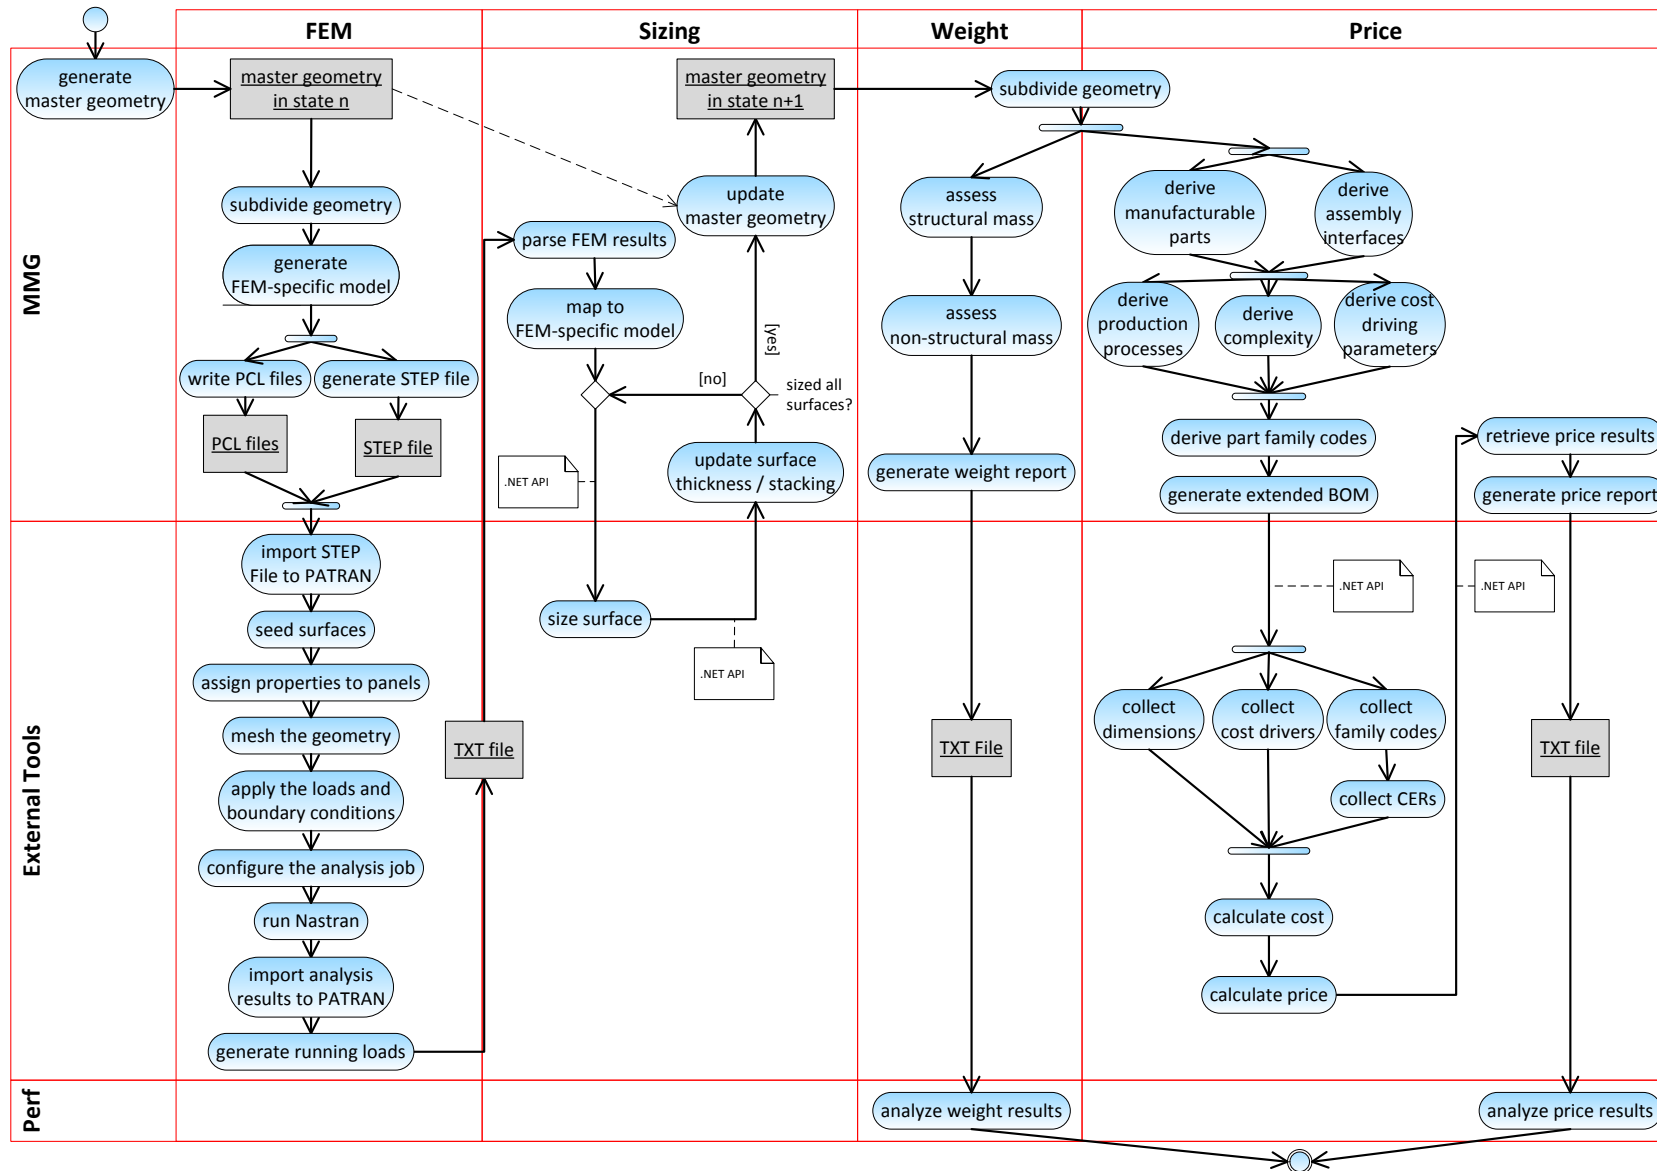 FEM
Sizing
Weight
Price
MMG
External Tools
Perf
generate
master geometry
master geometry
in state n
subdivide geometry
generate
FEM-specific model
write PCL files
generate STEP file
PCL files
STEP file
import STEP
File to PATRAN
seed surfaces
assign properties to panels
mesh the geometry
apply the loads and
boundary conditions
configure the analysis job
run Nastran
import analysis
results to PATRAN
generate running loads
TXT file
parse FEM results
map to
FEM-specific model
[no]
[yes]
sized all
surfaces?
.NET API
size surface
.NET API
update surface
thickness / stacking
update
master geometry
master geometry
in state n+1
subdivide geometry
assess
structural mass
assess
non-structural mass
generate weight report
TXT File
analyze weight results
derive
manufacturable
parts
derive
assembly
interfaces
derive
production
processes
derive
complexity
derive cost
driving
parameters
derive part family codes
generate extended BOM
.NET API
collect
dimensions
collect
cost drivers
collect
family codes
collect CERs
calculate cost
calculate price
.NET API
retrieve price results
generate price report
TXT file
analyze price results